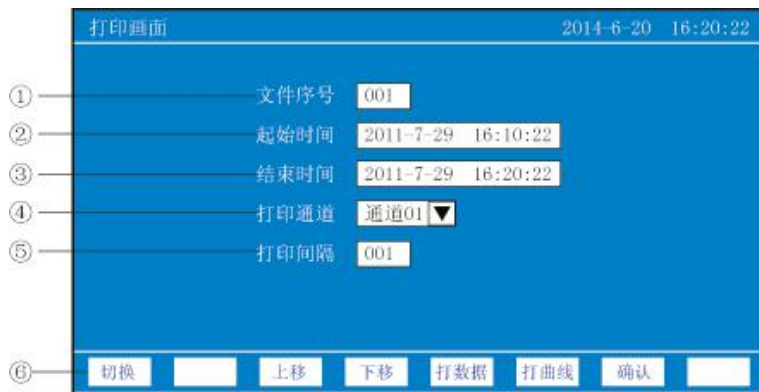 打印画面 2014-6-20 16:20:22
① 文件序号 001
② 起始时间 2011-7-29 16:10:22
③ 结束时间 2011-7-29 16:20:22
④ 打印通道 通道01
⑤ 打印间隔 001
⑥ 切换 上移 下移 打数据 打曲线 确认